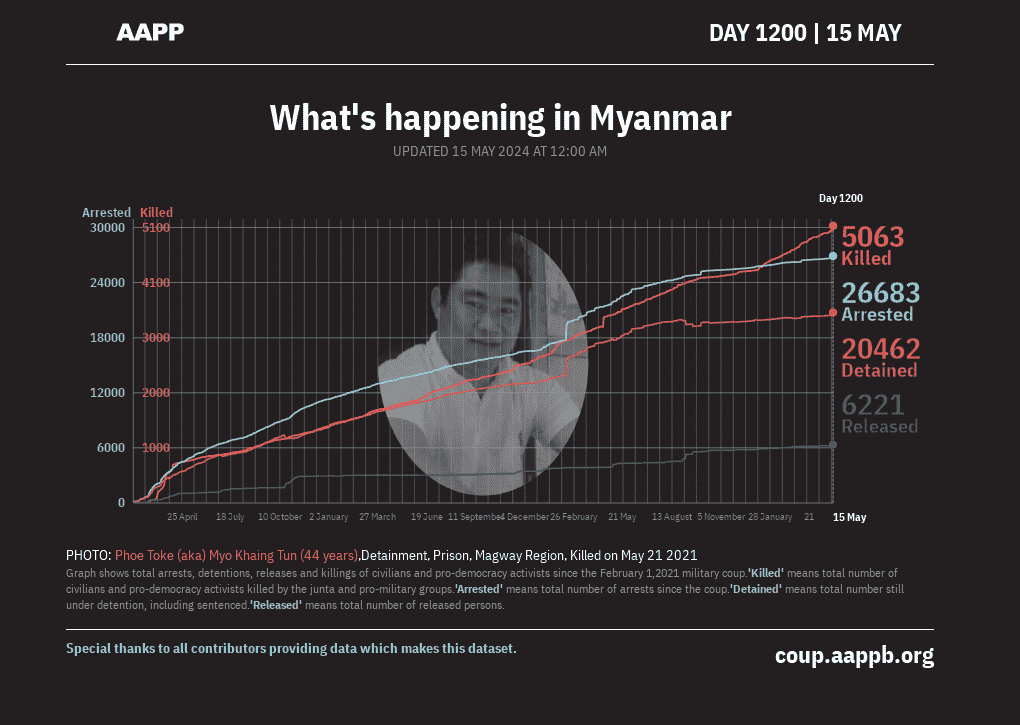 AAPP
DAY 1200 | 15 MAY
What's happening in Myanmar
UPDATED 15 MAY 2024 AT 12:00 AM
Day 1200
Arrested Killed
30000 5100
24000 4100
18000 3000
12000 2000
6000 1000
0
5063
Killed
26683
Arrested
20462
Detained
6221
Released
25 April 18 July 10 October 2 January 27 March 19 June 11 September 4 December 26 February 21 May 13 August 5 November 28 January 21 15 May
PHOTO: Phoe Toke (aka) Myo Khaing Tun (44 years),Detainment, Prison, Magway Region, Killed on May 21 2021
Graph shows total arrests, detentions, releases and killings of civilians and pro-democracy activists since the February 1,2021 military coup.'Killed' means total number of
civilians and pro-democracy activists killed by the junta and pro-military groups.'Arrested' means total number of arrests since the coup.'Detained' means total number still
under detention, including sentenced.'Released' means total number of released persons.
Special thanks to all contributors providing data which makes this dataset.
coup.aappb.org